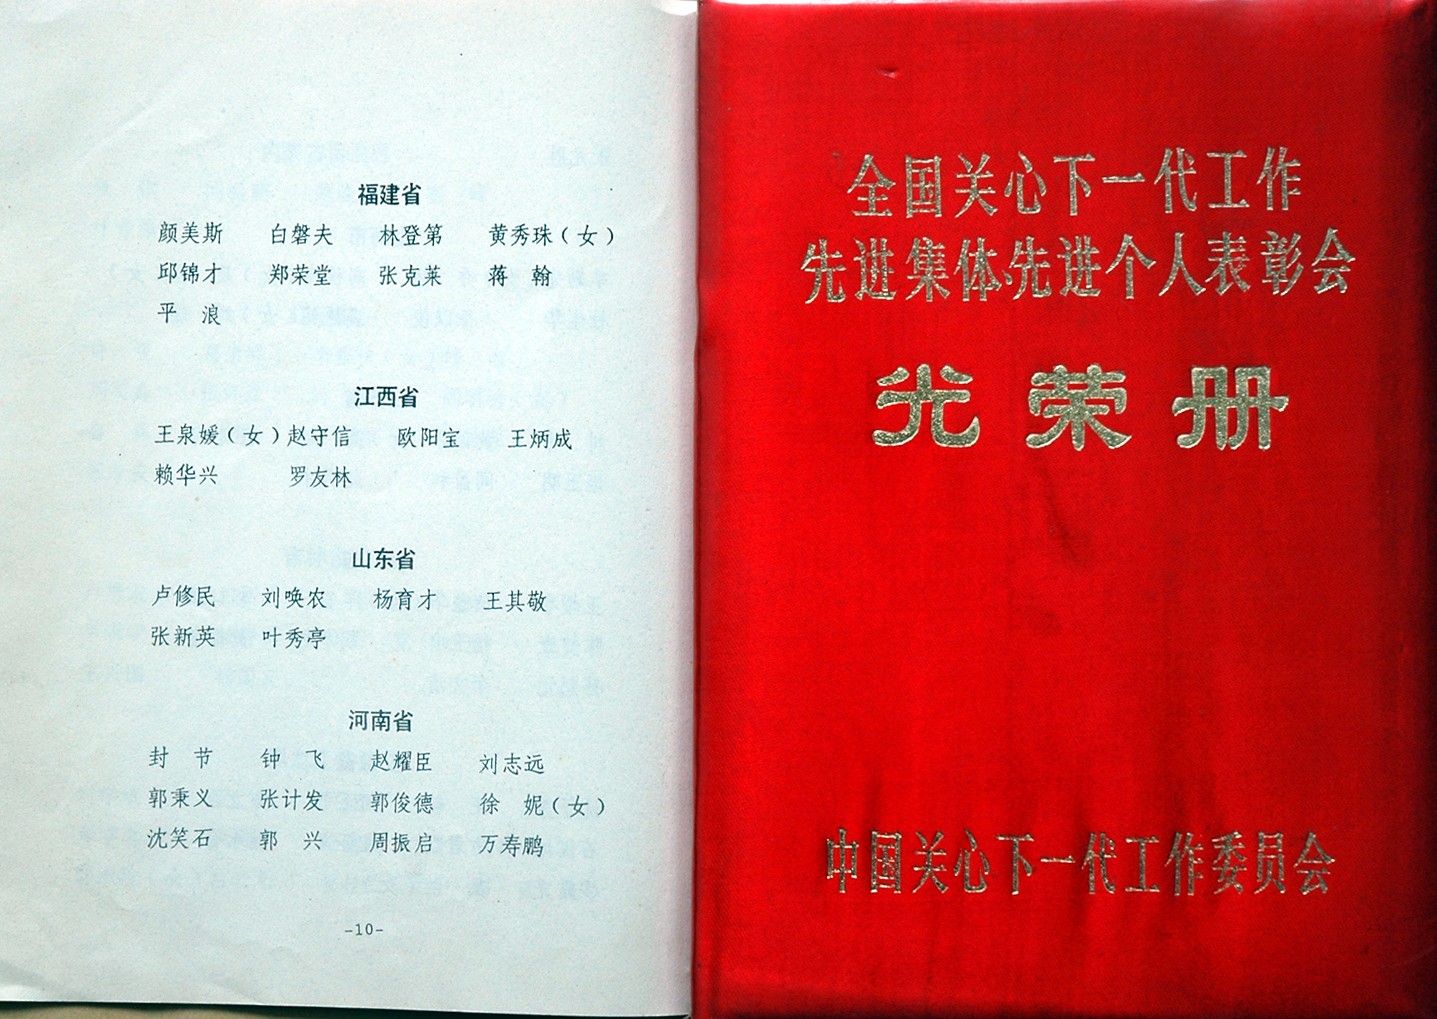 福建省
颜美斯 白磐夫 林登第 黄秀珠(女)
邱锦才 郑荣堂 张克莱 蒋 翰
平 浪
江西省
王泉媛(女)赵守信 欧阳宝 王炳成
赖华兴 罗友林
山东省
卢修民 刘唤农 杨育才 王其敬
张新英 叶秀亭
河南省
封 节 钟 飞 赵耀臣 刘志远
郭秉义 张计发 郭俊德 徐 妮(女)
沈笑石 郭 兴 周振启 万寿鹏
-10-
全国关心下一代工作
先进集体、先进个人表彰会
光荣册
中国关心下一代工作委员会